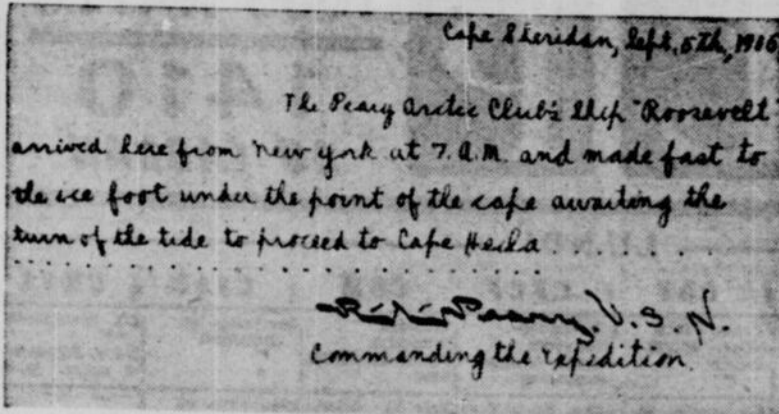 Cape Sheridan, Sept. 5th, 1905
The Peary Arctic Club's Ship "Roosevelt
arrived here from New York at 7. A.M. and made fast to
the ice foot under the point of the cape awaiting the
turn of the tide to proceed to Cape Hecla . . . . . .
. . . . . . . . . . . . . . . . . . . . . . . .
R. E. Peary. U. S. N.
Commanding the Expedition.